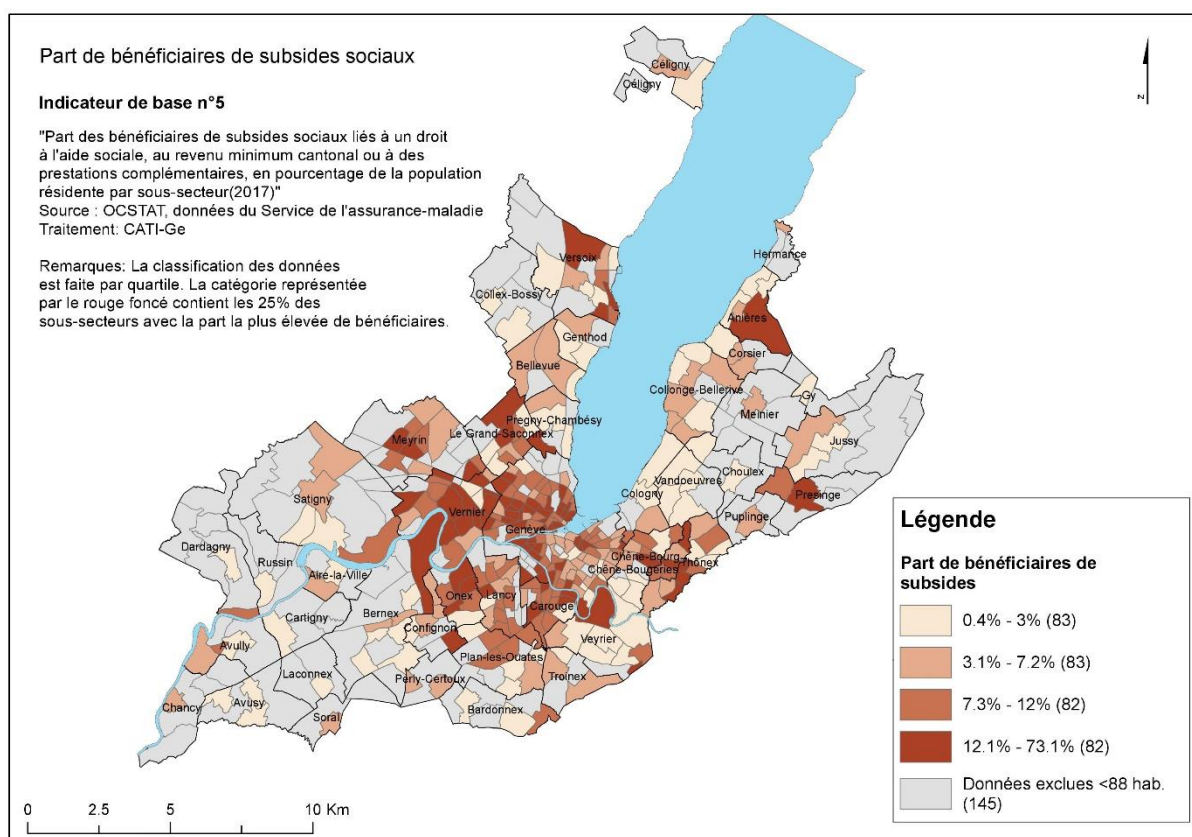 Part de bénéficiaires de subsides sociaux
Indicateur de base n°5
"Part des bénéficiaires de subsides sociaux liés à un droit
à l'aide sociale, au revenu minimum cantonal ou à des
prestations complémentaires, en pourcentage de la population
résidente par sous-secteur(2017)"
Source : OCSTAT, données du Service de l'assurance-maladie
Traitement: CATI-Ge
Remarques: La classification des données
est faite par quartile. La catégorie représentée
par le rouge foncé contient les 25% des
sous-secteurs avec la part la plus élevée de bénéficiaires.
N
Céligny
Céligny
Versoix
Hermance
Collex-Bossy
Anières
Genthod
Corsier
Bellevue
Collonge-Bellerive
Gy
Meinier
Pregny-Chambésy
Le Grand-Saconnex
Meyrin
Jussy
Choulex
Vandoeuvres
Cologny
Presinge
Satigny
Vernier
Genève
Puplinge
Dardagny
Russin
Chêne-Bourg
Thônex
Chêne-Bougeries
Aire-la-Ville
Onex
Lancy
Carouge
Cartigny
Bernex
Confignon
Veyrier
Avully
Plan-les-Ouates
Laconnex
Perly-Certoux
Troinex
Chancy
Avusy
Soral
Bardonnex
Légende
Part de bénéficiaires de
subsides
0.4% - 3% (83)
3.1% - 7.2% (83)
7.3% - 12% (82)
12.1% - 73.1% (82)
Données exclues <88 hab.
(145)
0 2.5 5 10 Km